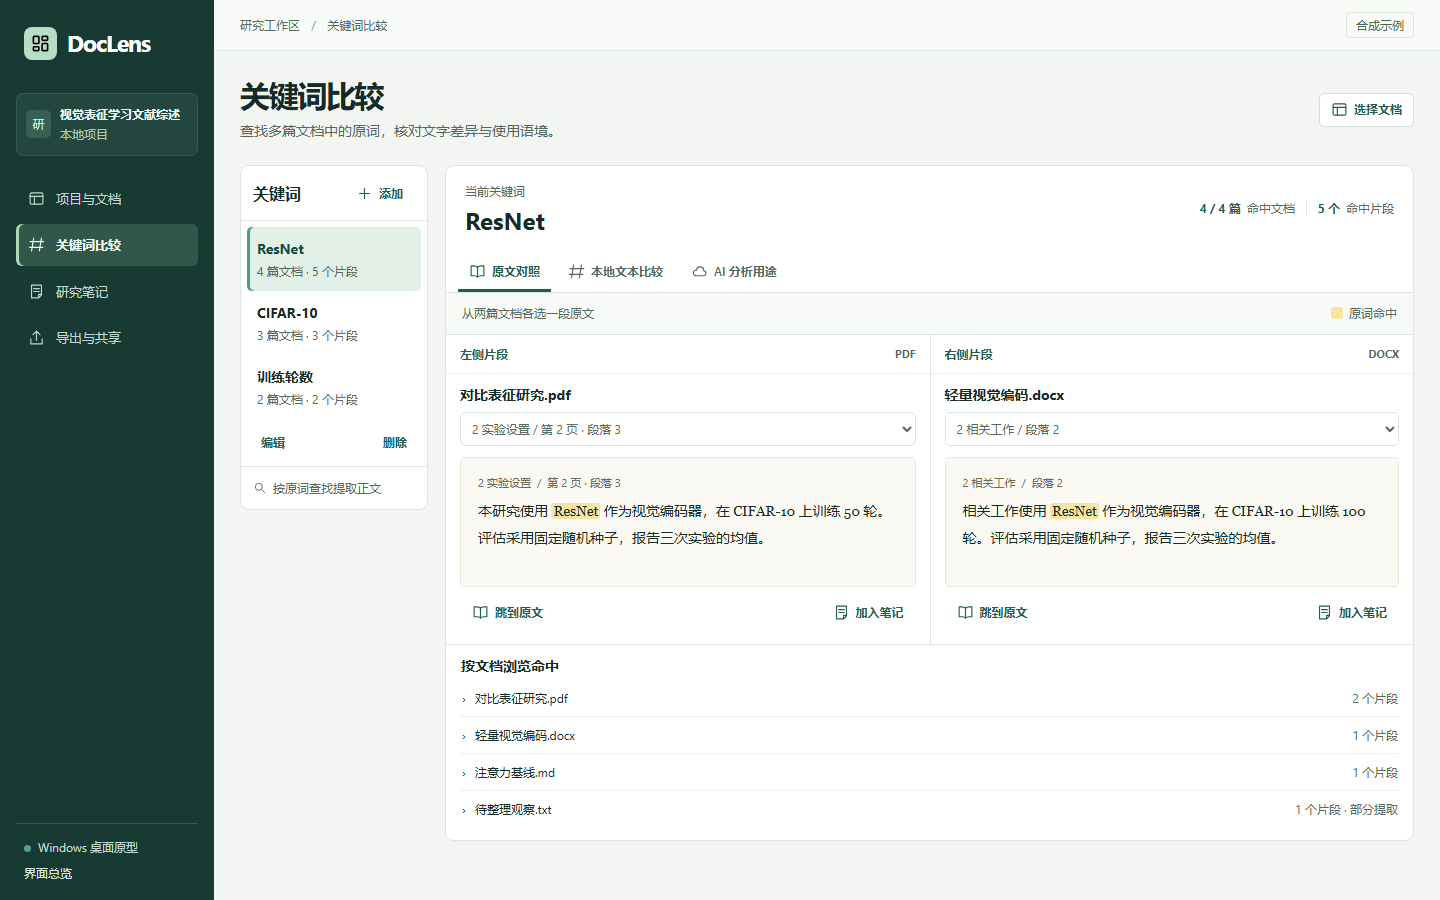 DocLens
研
视觉表征学习文献综述
本地项目
项目与文档
关键词比较
研究笔记
导出与共享
Windows 桌面原型
界面总览
研究工作区 / 关键词比较
合成示例
关键词比较
查找多篇文档中的原词，核对文字差异与使用语境。
选择文档
关键词
添加
ResNet
4 篇文档 · 5 个片段
CIFAR-10
3 篇文档 · 3 个片段
训练轮数
2 篇文档 · 2 个片段
编辑 删除
按原词查找提取正文
当前关键词
ResNet
4 / 4 篇 命中文档 5 个 命中片段
原文对照 本地文本比较 AI 分析用途
从两篇文档各选一段原文 原词命中
左侧片段 PDF
对比表征研究.pdf
2 实验设置 / 第 2 页 · 段落 3
2 实验设置 / 第 2 页 · 段落 3
本研究使用 ResNet 作为视觉编码器，在 CIFAR-10 上训练 50 轮。
评估采用固定随机种子，报告三次实验的均值。
跳到原文 加入笔记
右侧片段 DOCX
轻量视觉编码.docx
2 相关工作 / 段落 2
2 相关工作 / 段落 2
相关工作使用 ResNet 作为视觉编码器，在 CIFAR-10 上训练 100
轮。评估采用固定随机种子，报告三次实验的均值。
跳到原文 加入笔记
按文档浏览命中
› 对比表征研究.pdf 2 个片段
› 轻量视觉编码.docx 1 个片段
› 注意力基线.md 1 个片段
› 待整理观察.txt 1 个片段 · 部分提取